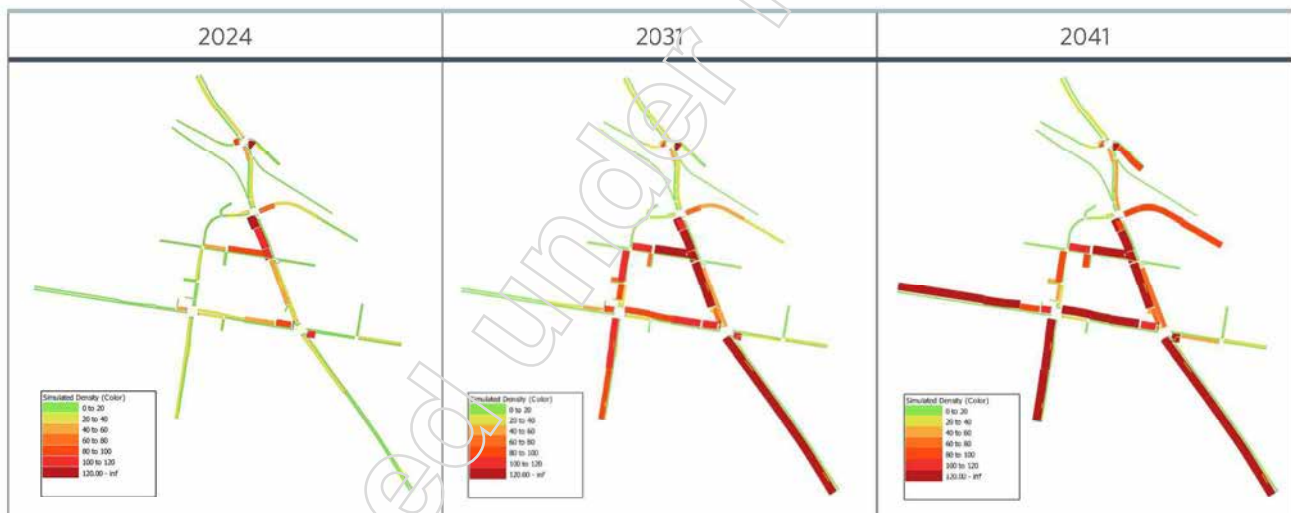 2024
2031
2041
Simulated Density (Color)
0 to 20
20 to 40
40 to 60
60 to 80
80 to 100
100 to 120
120.00 - inf
Simulated Density (Color)
0 to 20
20 to 40
40 to 60
60 to 80
80 to 100
100 to 120
120.00 - inf
Simulated Density (Color)
0 to 20
20 to 40
40 to 60
60 to 80
80 to 100
100 to 120
120.00 - inf
ed under